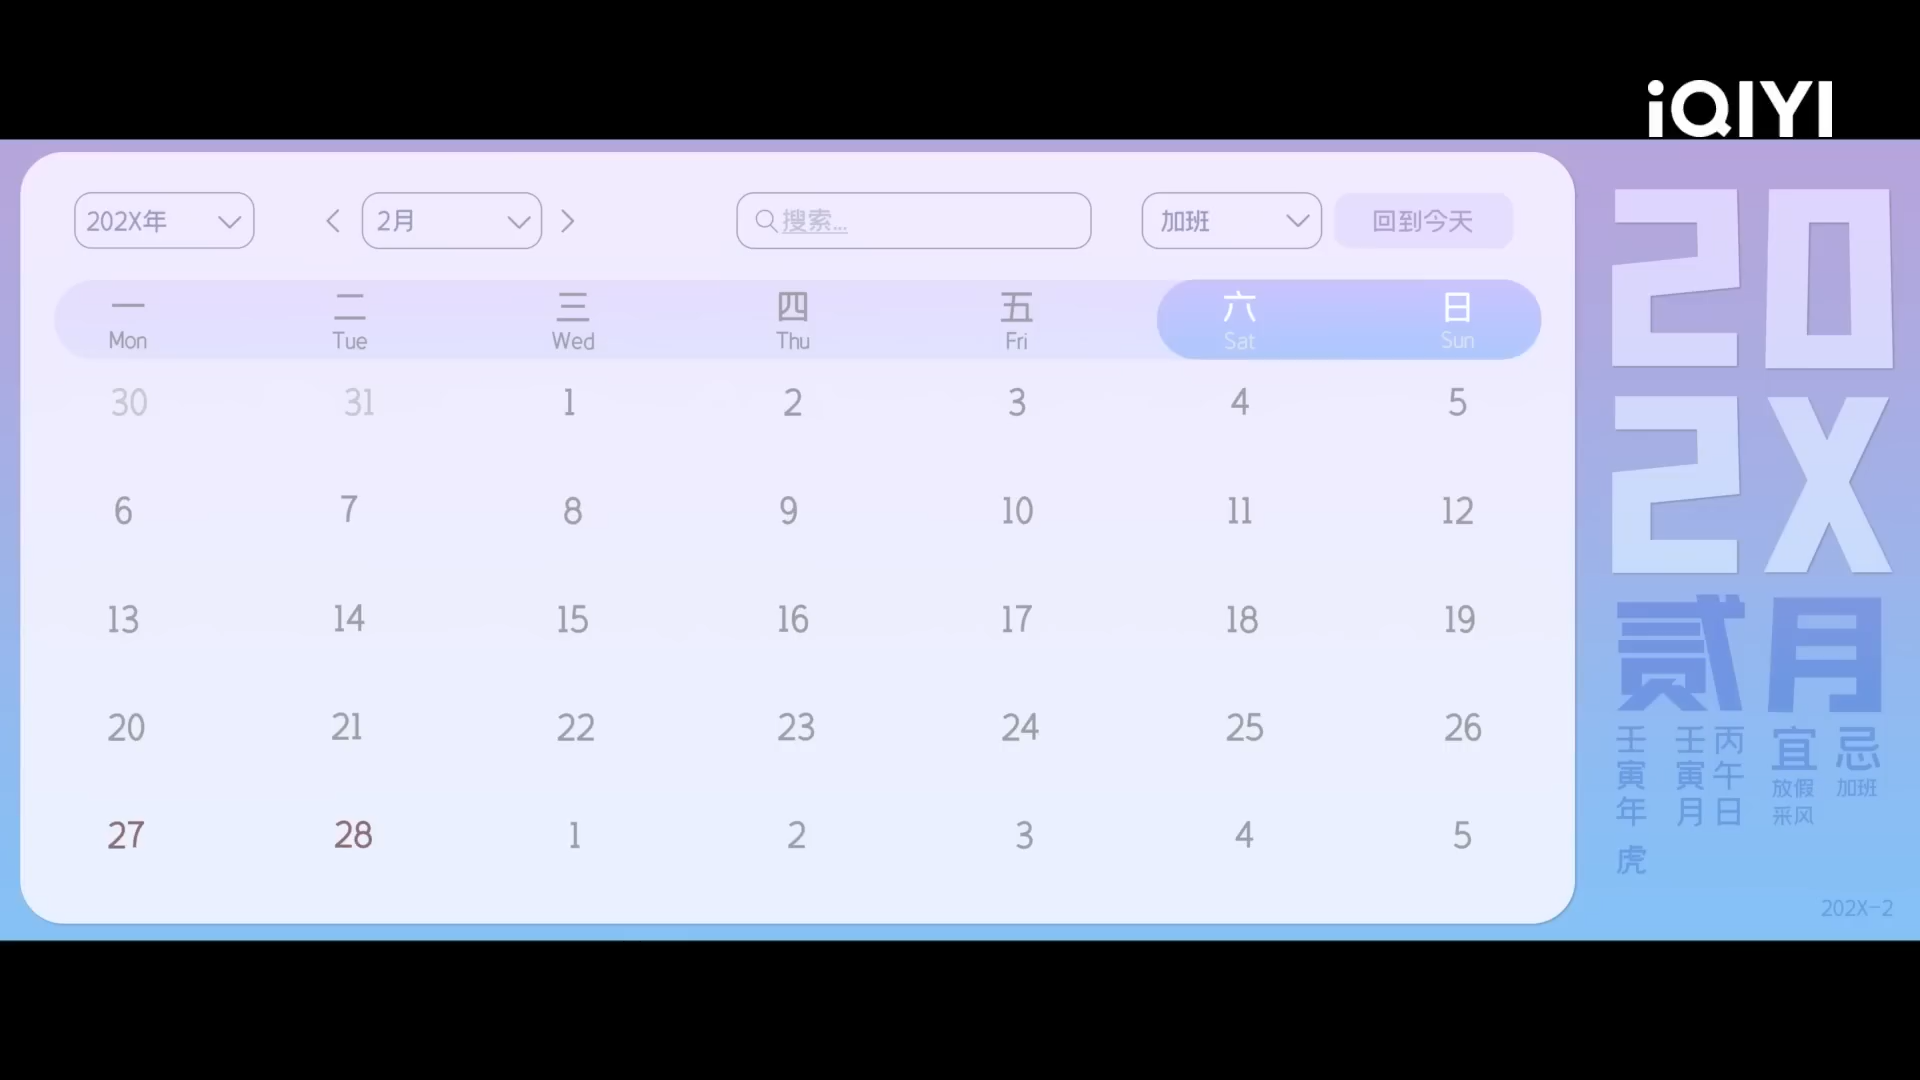 iQIYI
202X年 2月 搜索... 加班 回到今天
一 二 三 四 五 六 日
Mon Tue Wed Thu Fri Sat Sun
30 31 1 2 3 4 5
6 7 8 9 10 11 12
13 14 15 16 17 18 19
20 21 22 23 24 25 26
27 28 1 2 3 4 5
20
2X
贰月
壬寅年
虎
壬寅月
丙午日
宜
放假
采风
忌
加班
202X-2